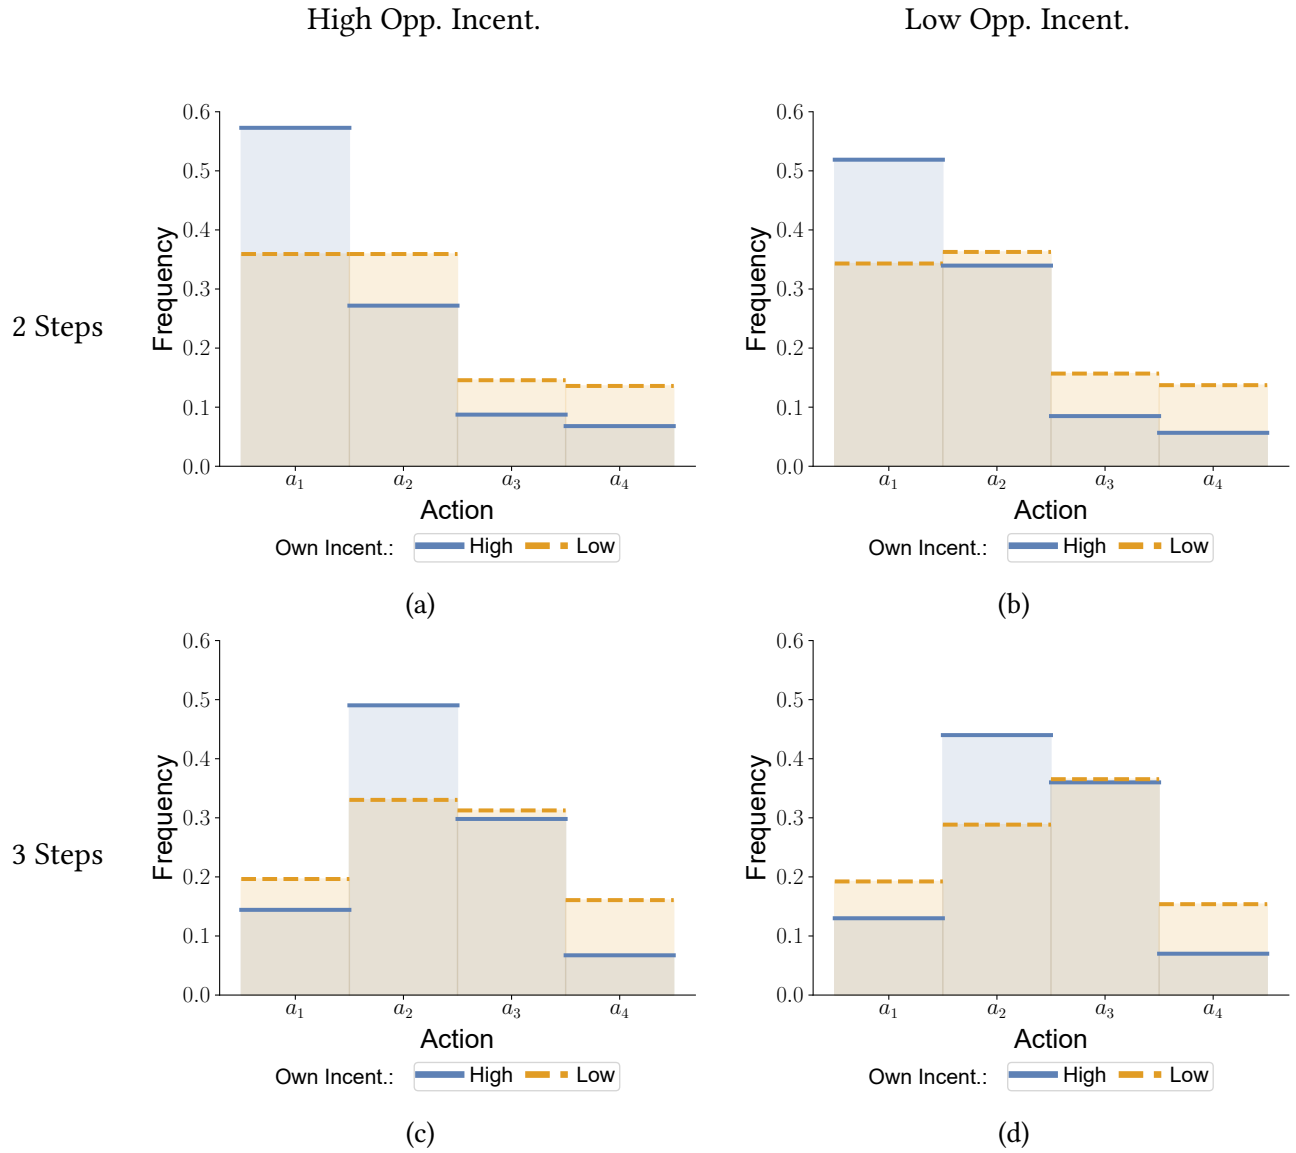 High Opp. Incent.
Low Opp. Incent.
2 Steps
Frequency
0.6
0.5
0.4
0.3
0.2
0.1
0.0
a1 a2 a3 a4
Action
Own Incent.: High Low
(a)
Frequency
0.6
0.5
0.4
0.3
0.2
0.1
0.0
a1 a2 a3 a4
Action
Own Incent.: High Low
(b)
3 Steps
Frequency
0.6
0.5
0.4
0.3
0.2
0.1
0.0
a1 a2 a3 a4
Action
Own Incent.: High Low
(c)
Frequency
0.6
0.5
0.4
0.3
0.2
0.1
0.0
a1 a2 a3 a4
Action
Own Incent.: High Low
(d)